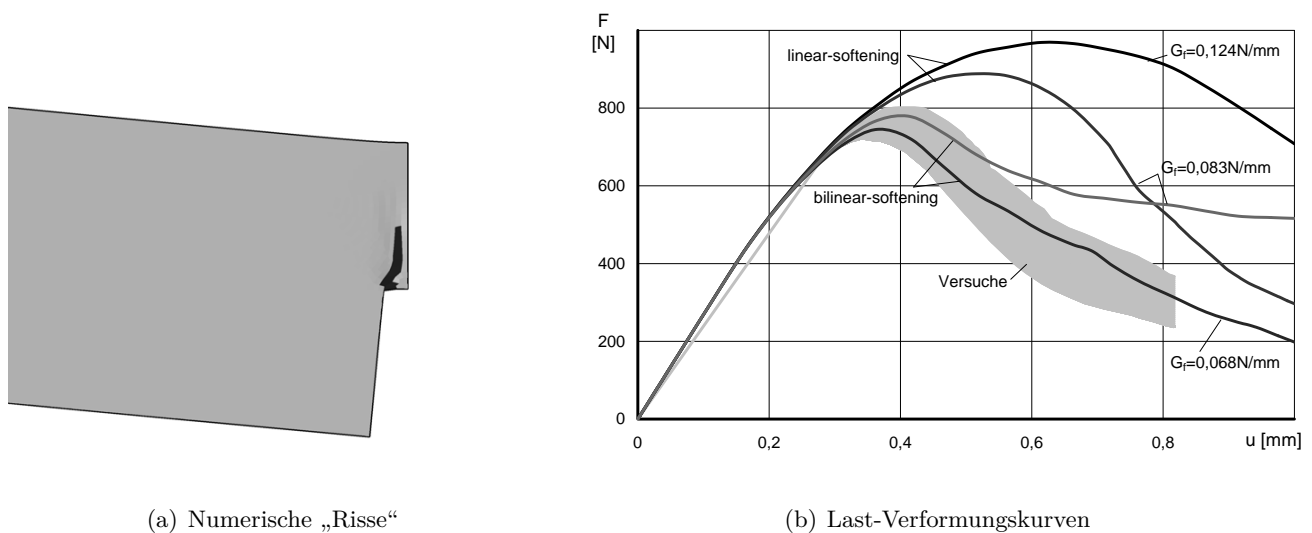 F
[N]
linear-softening
G_f=0,124N/mm
800
600
G_f=0,083N/mm
bilinear-softening
400
Versuche
200
G_f=0,068N/mm
0
0
0,2
0,4
0,6
0,8
u [mm]
(a) Numerische „Risse“
(b) Last-Verformungskurven